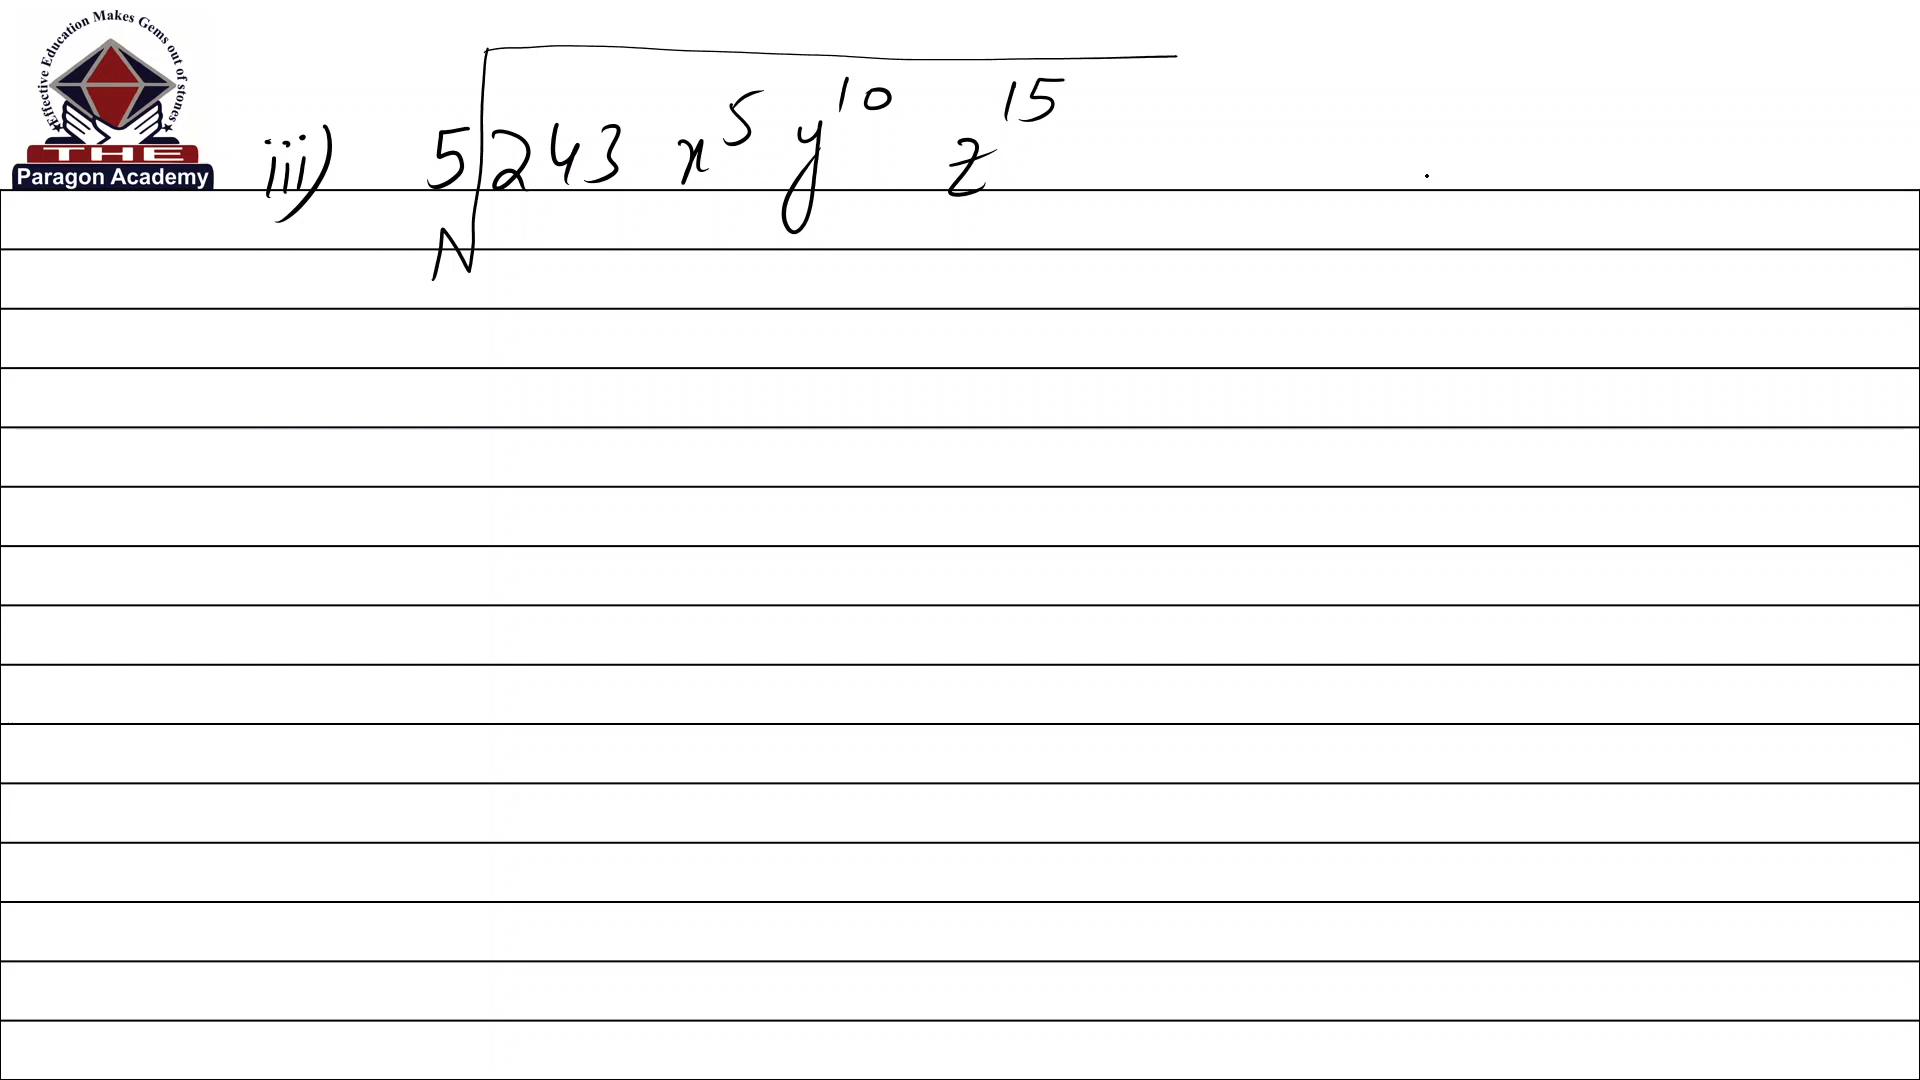 Effective Education Makes Gems out of stones
THE
Paragon Academy
iii) ⁵√243 x⁵ y¹⁰ z¹⁵